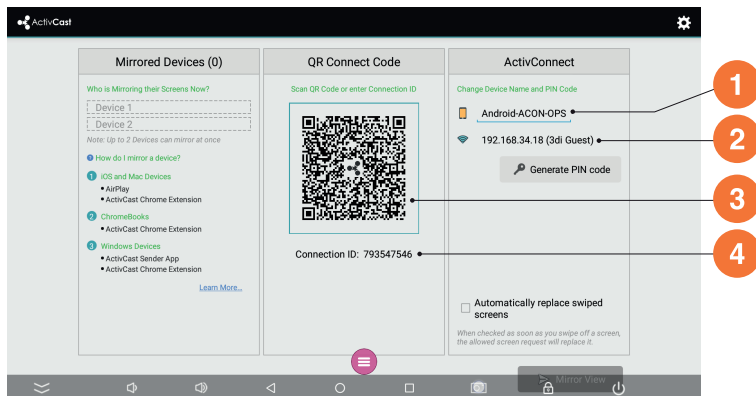 ActivCast
Mirrored Devices (0)
Who is Mirroring their Screens Now?
Device 1
Device 2
Note: Up to 2 Devices can mirror at once
? How do I mirror a device?
1 iOS and Mac Devices
• AirPlay
• ActivCast Chrome Extension
2 ChromeBooks
• ActivCast Chrome Extension
3 Windows Devices
• ActivCast Sender App
• ActivCast Chrome Extension
Learn More...
QR Connect Code
Scan QR Code or enter Connection ID
Connection ID: 793547546
ActivConnect
Change Device Name and PIN Code
Android-ACON-OPS
192.168.34.18 (3di Guest)
Generate PIN code
Automatically replace swiped
screens
When checked as soon as you swipe off a screen,
the allowed screen request will replace it.
Mirror View
1
2
3
4